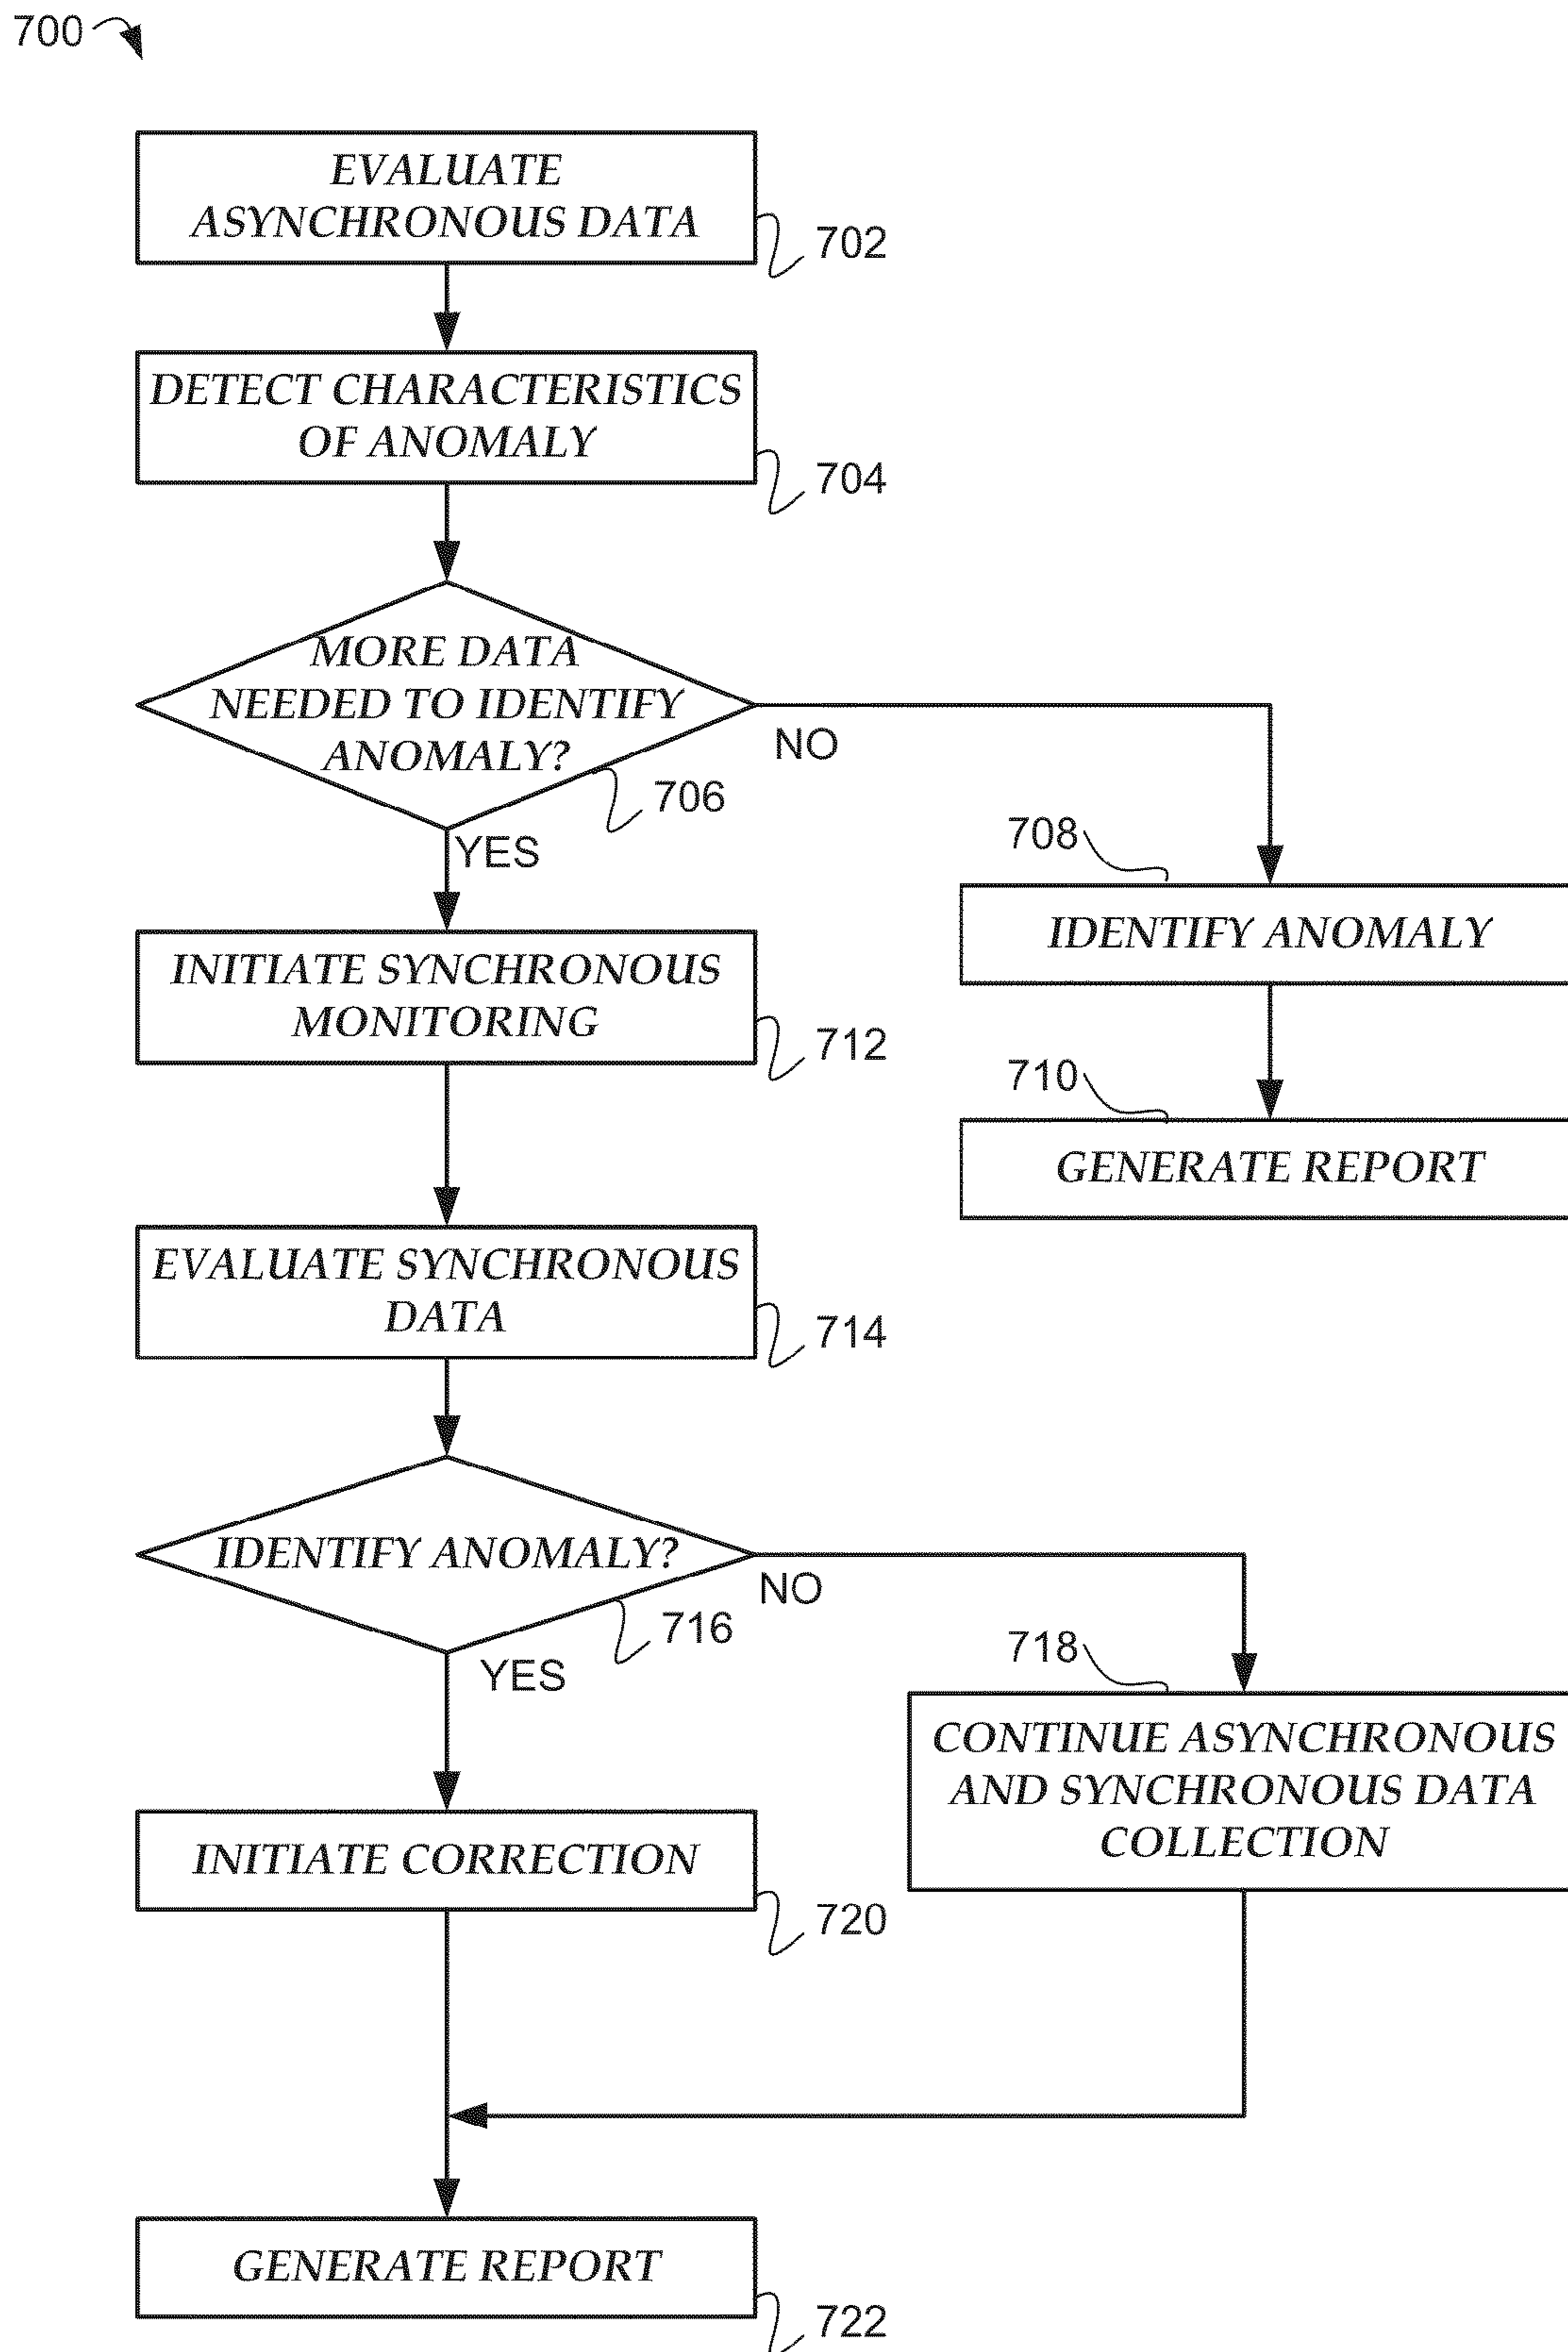 700
EVALUATE
ASYNCHRONOUS DATA
702
DETECT CHARACTERISTICS
OF ANOMALY
704
MORE DATA
NEEDED TO IDENTIFY
ANOMALY?
706
NO
YES
708
IDENTIFY ANOMALY
710
GENERATE REPORT
INITIATE SYNCHRONOUS
MONITORING
712
EVALUATE SYNCHRONOUS
DATA
714
IDENTIFY ANOMALY?
716
NO
YES
718
CONTINUE ASYNCHRONOUS
AND SYNCHRONOUS DATA
COLLECTION
INITIATE CORRECTION
720
GENERATE REPORT
722